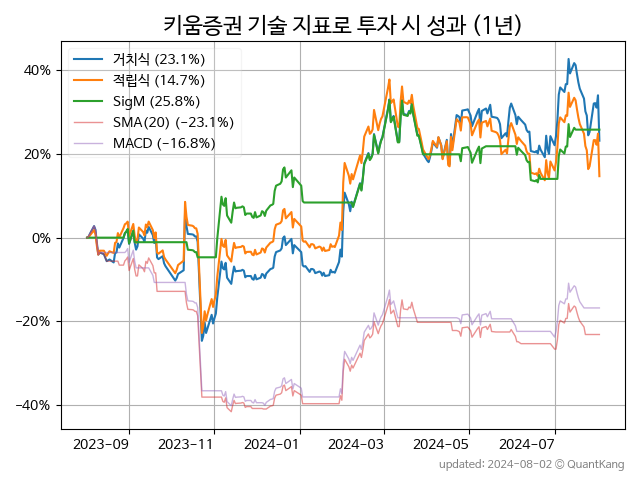 키움증권 기술 지표로 투자 시 성과 (1년)
거치식 (23.1%)
적립식 (14.7%)
SigM (25.8%)
SMA(20) (−23.1%)
MACD (−16.8%)
40%
20%
0%
−20%
−40%
2023-09
2023-11
2024-01
2024-03
2024-05
2024-07
updated: 2024-08-02 © QuantKang